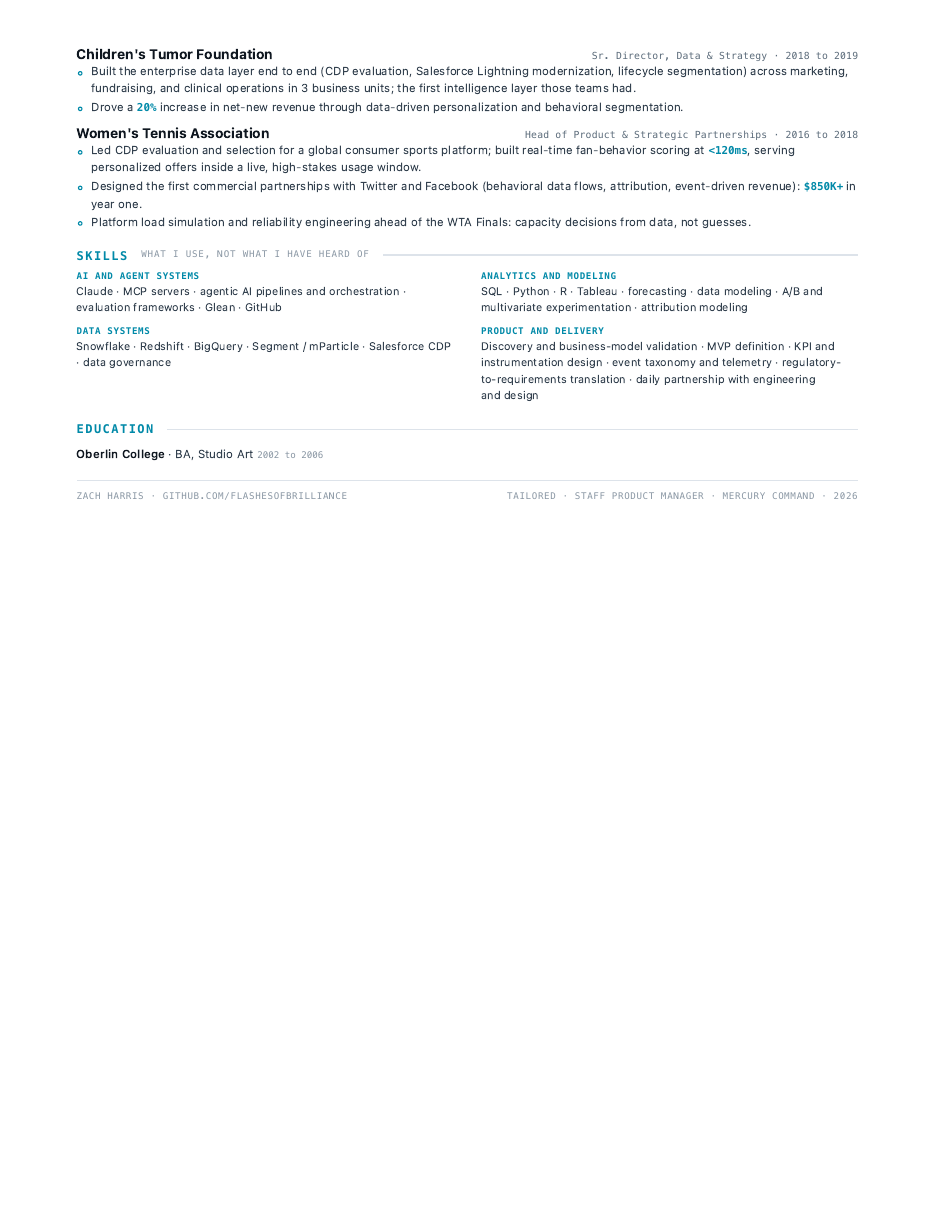 Children's Tumor Foundation Sr. Director, Data & Strategy · 2018 to 2019
Built the enterprise data layer end to end (CDP evaluation, Salesforce Lightning modernization, lifecycle segmentation) across marketing,
fundraising, and clinical operations in 3 business units; the first intelligence layer those teams had.
Drove a 20% increase in net-new revenue through data-driven personalization and behavioral segmentation.
Women's Tennis Association Head of Product & Strategic Partnerships · 2016 to 2018
Led CDP evaluation and selection for a global consumer sports platform; built real-time fan-behavior scoring at <120ms, serving
personalized offers inside a live, high-stakes usage window.
Designed the first commercial partnerships with Twitter and Facebook (behavioral data flows, attribution, event-driven revenue): $850K+ in
year one.
Platform load simulation and reliability engineering ahead of the WTA Finals: capacity decisions from data, not guesses.
SKILLS WHAT I USE, NOT WHAT I HAVE HEARD OF
AI AND AGENT SYSTEMS
Claude · MCP servers · agentic AI pipelines and orchestration ·
evaluation frameworks · Glean · GitHub
DATA SYSTEMS
Snowflake · Redshift · BigQuery · Segment / mParticle · Salesforce CDP
· data governance
ANALYTICS AND MODELING
SQL · Python · R · Tableau · forecasting · data modeling · A/B and
multivariate experimentation · attribution modeling
PRODUCT AND DELIVERY
Discovery and business-model validation · MVP definition · KPI and
instrumentation design · event taxonomy and telemetry · regulatory-
to-requirements translation · daily partnership with engineering
and design
EDUCATION
Oberlin College · BA, Studio Art 2002 to 2006
ZACH HARRIS · GITHUB.COM/FLASHESOFBRILLIANCE TAILORED · STAFF PRODUCT MANAGER · MERCURY COMMAND · 2026